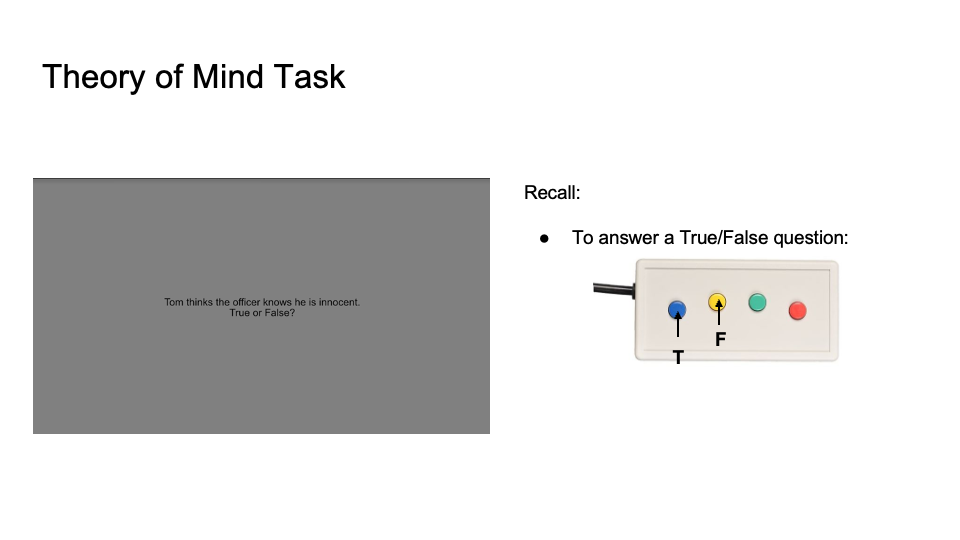 Theory of Mind Task
Tom thinks the officer knows he is innocent.
True or False?
Recall:
● To answer a True/False question:
T
F